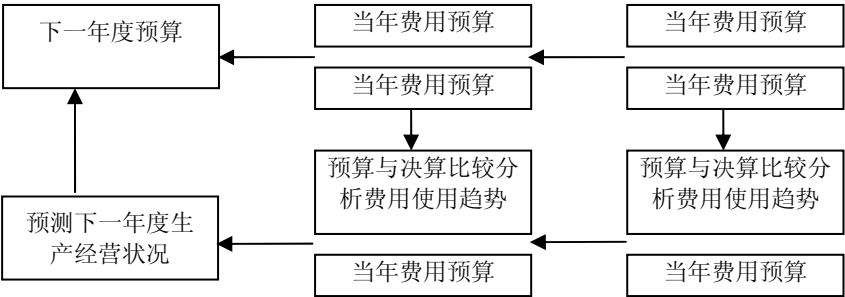 下一年度预算
当年费用预算
当年费用预算
当年费用预算
当年费用预算
预算与决算比较分
析费用使用趋势
预算与决算比较分
析费用使用趋势
预测下一年度生
产经营状况
当年费用预算
当年费用预算